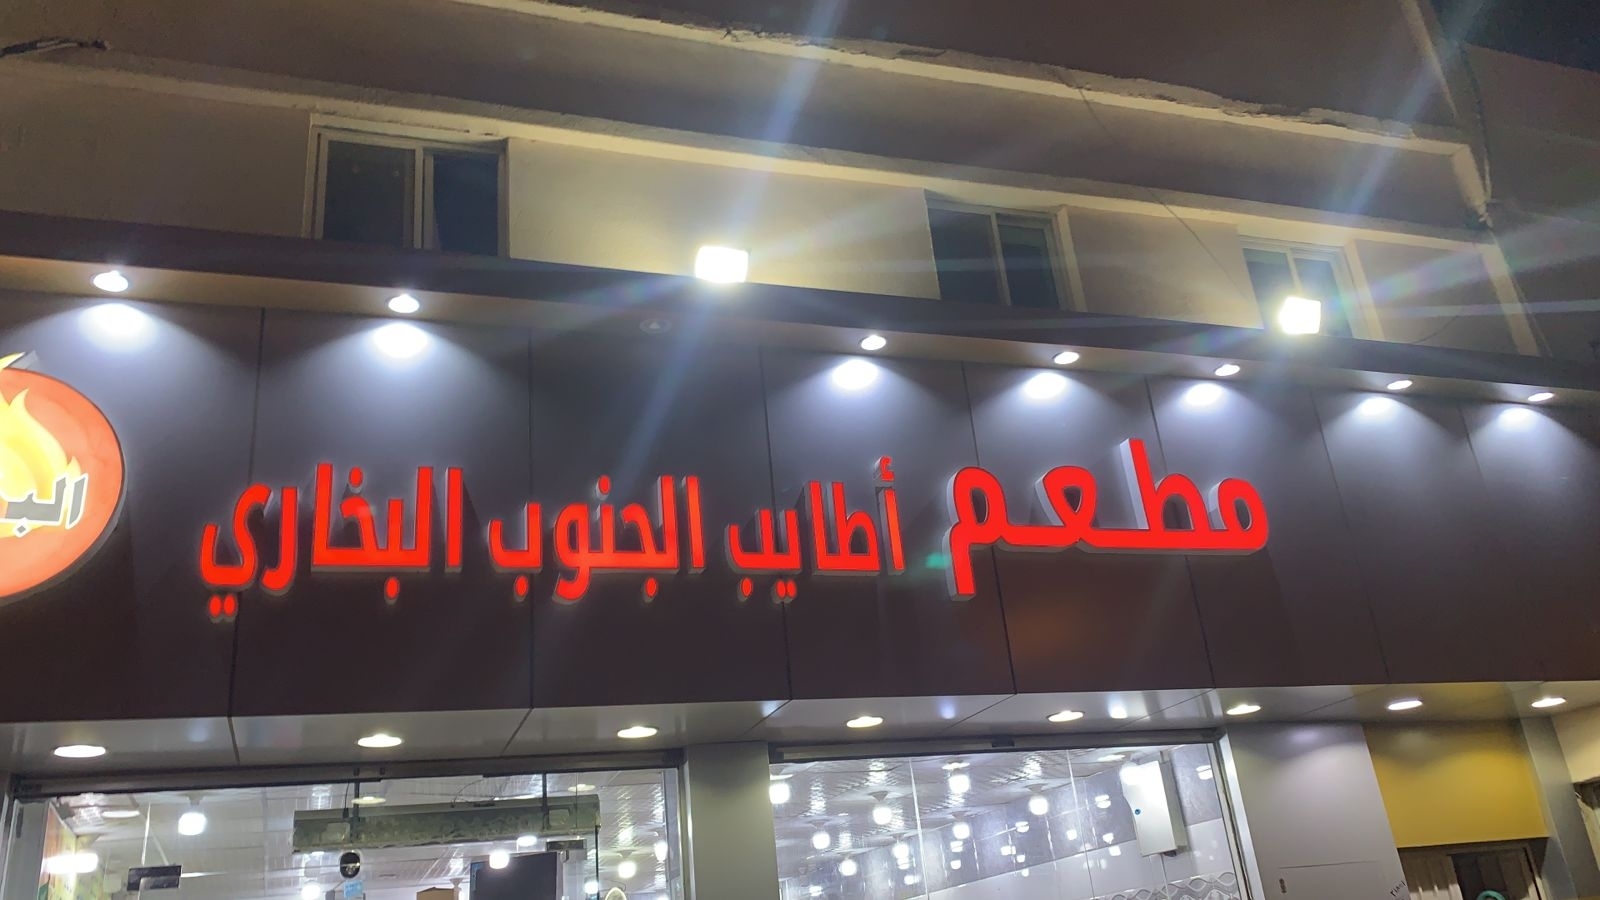 مطعم أطايب الجنوب البخاري